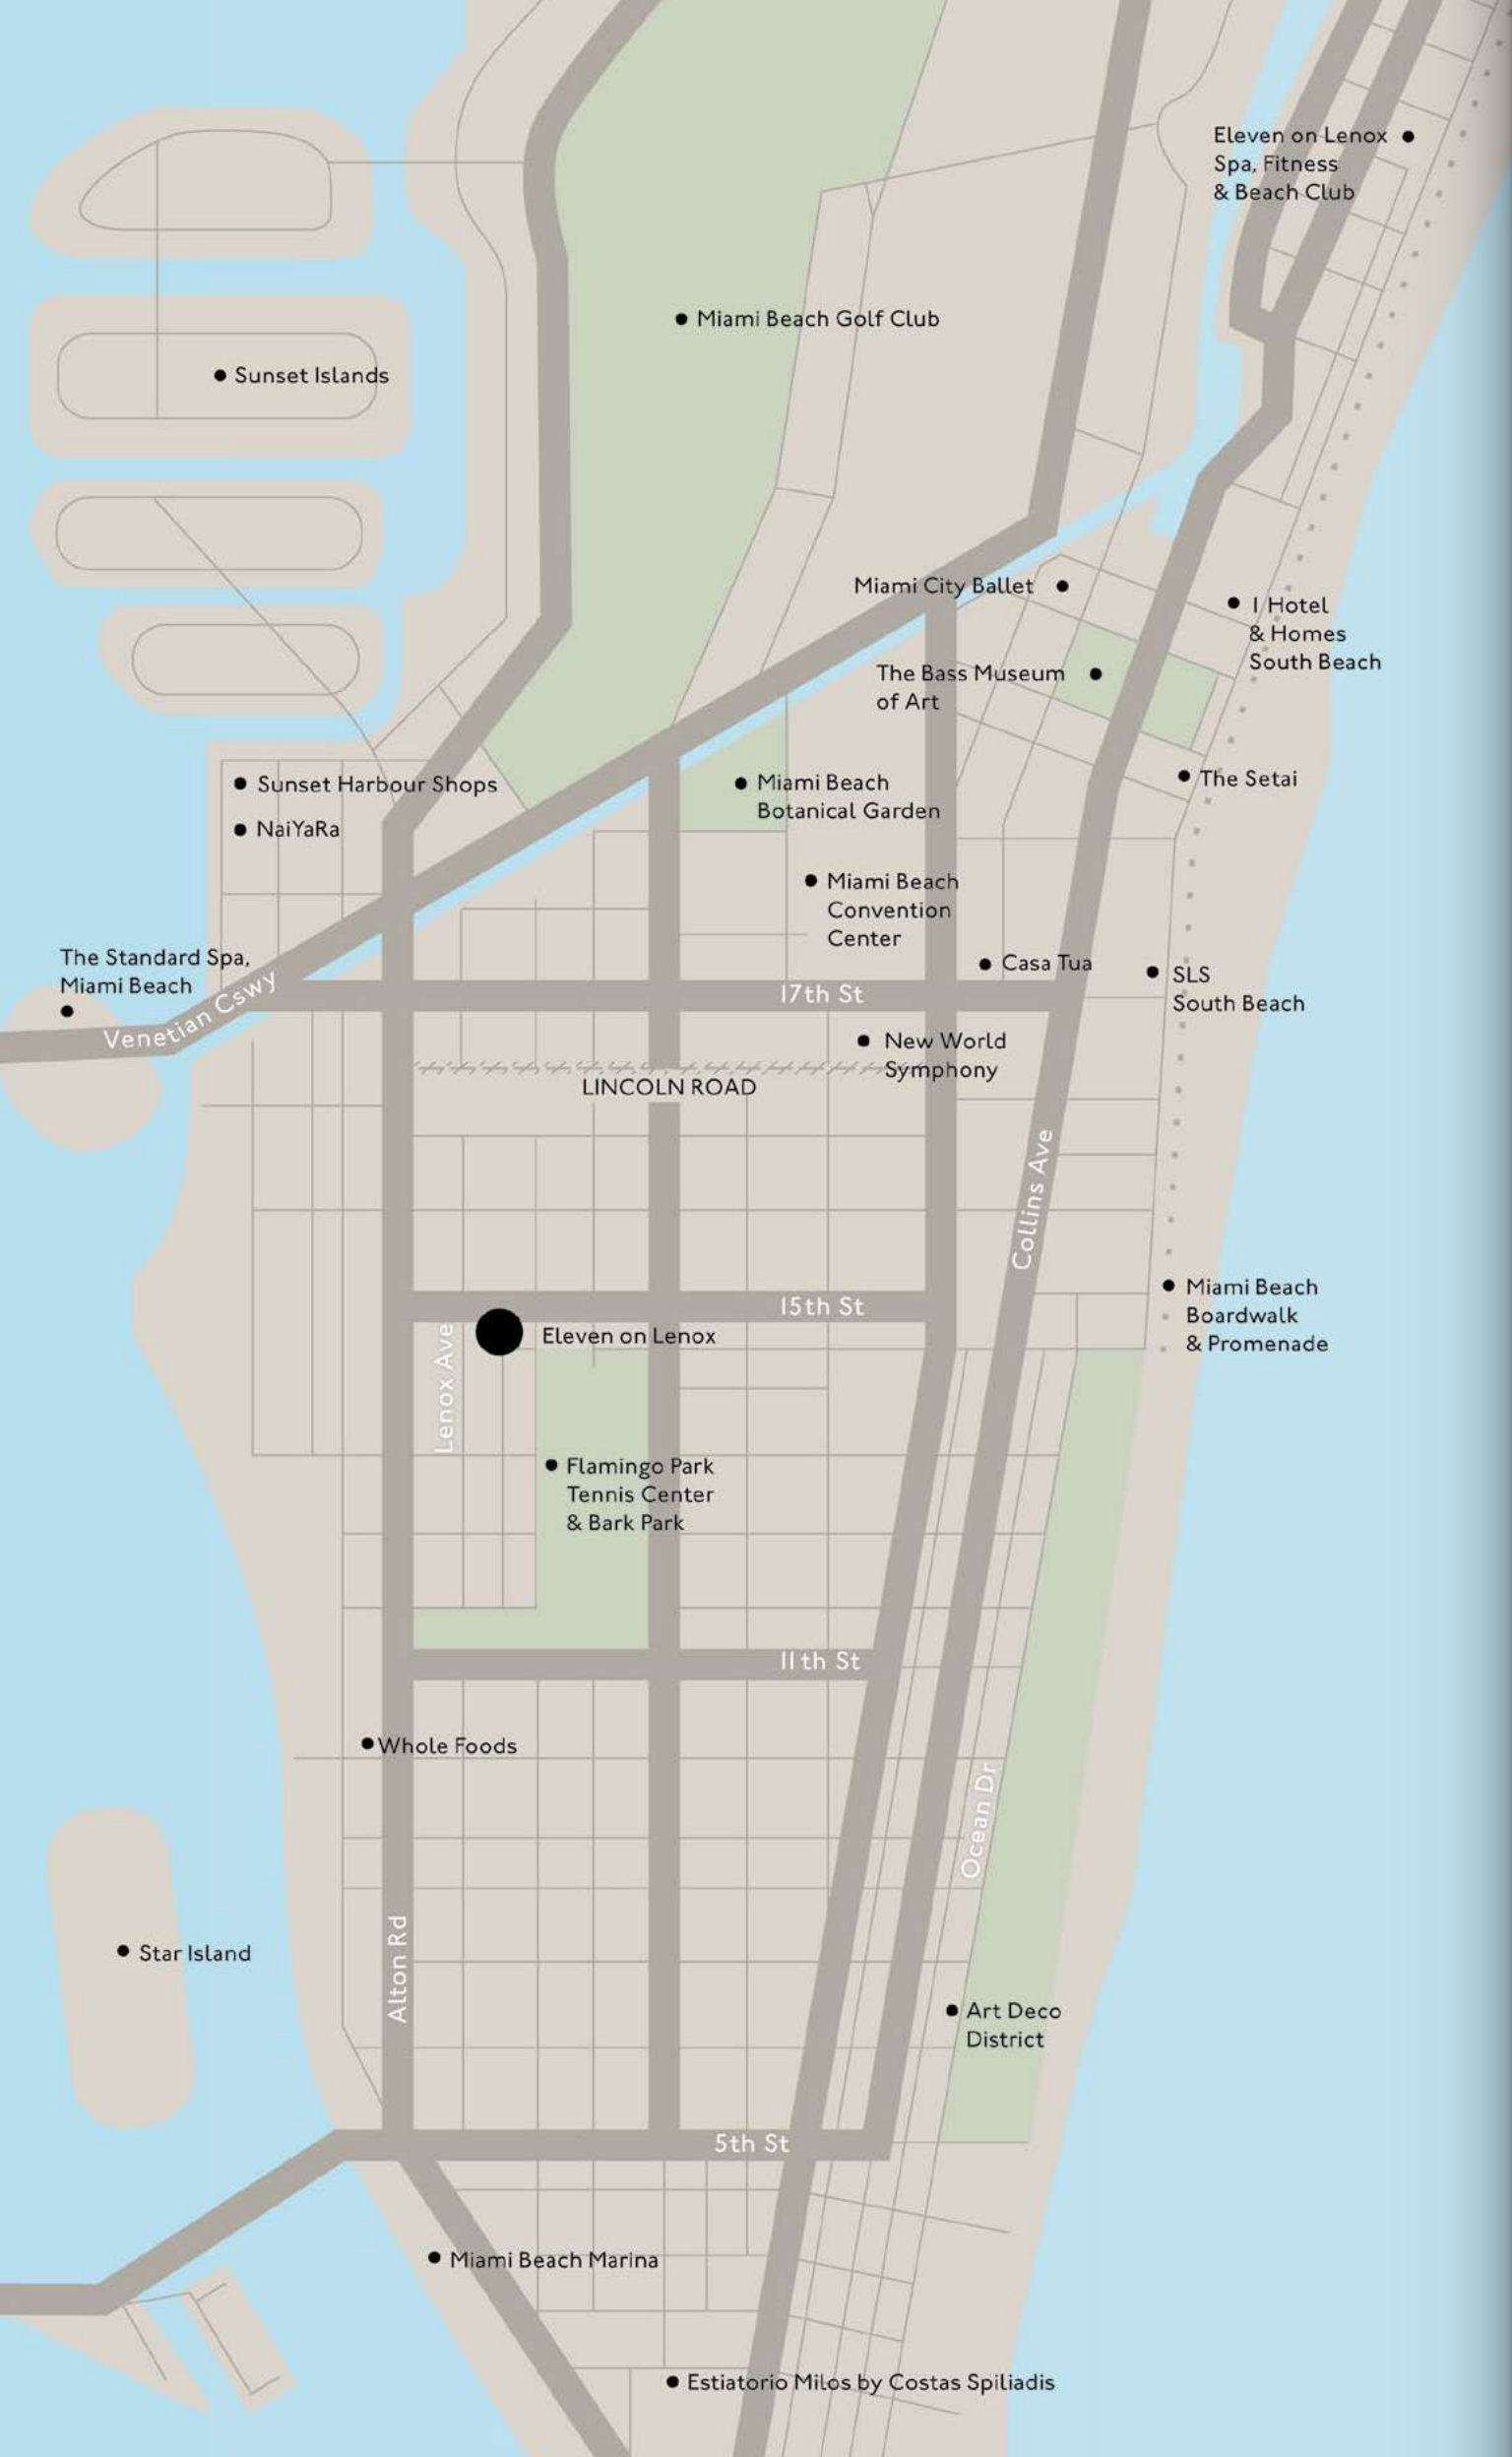 Eleven on Lenox
Spa, Fitness
& Beach Club
Miami Beach Golf Club
Sunset Islands
Miami City Ballet
1 Hotel
& Homes
South Beach
The Bass Museum
of Art
Sunset Harbour Shops
NaiYaRa
Miami Beach
Botanical Garden
The Setai
Miami Beach
Convention
Center
The Standard Spa,
Miami Beach
Venetian Cswy
Casa Tua
SLS
South Beach
17th St
New World
Symphony
LINCOLN ROAD
Collins Ave
15th St
Miami Beach
Boardwalk
& Promenade
Eleven on Lenox
Lenox Ave
Flamingo Park
Tennis Center
& Bark Park
11th St
Whole Foods
Ocean Dr
Star Island
Alton Rd
Art Deco
District
5th St
Miami Beach Marina
Estiatorio Milos by Costas Spiliadis